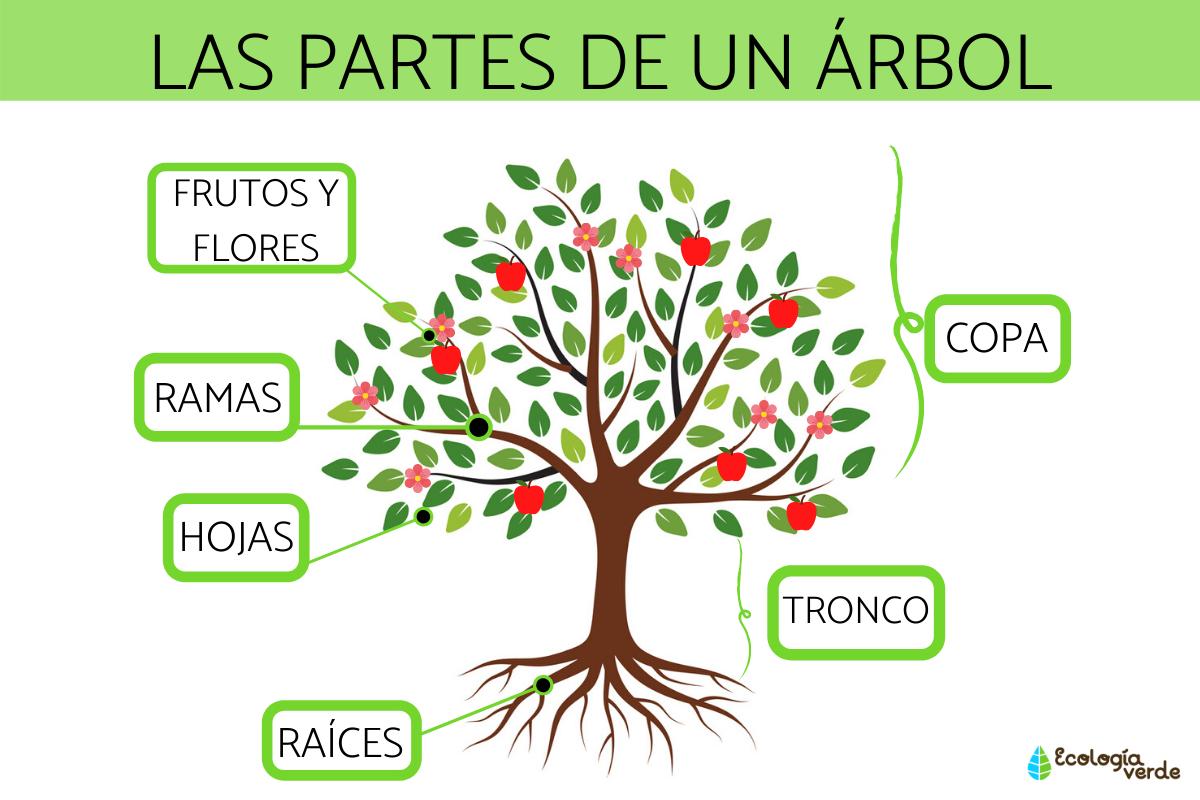 LAS PARTES DE UN ÁRBOL
FRUTOS Y
FLORES
RAMAS
HOJAS
RAÍCES
COPA
TRONCO
Ecología
verde